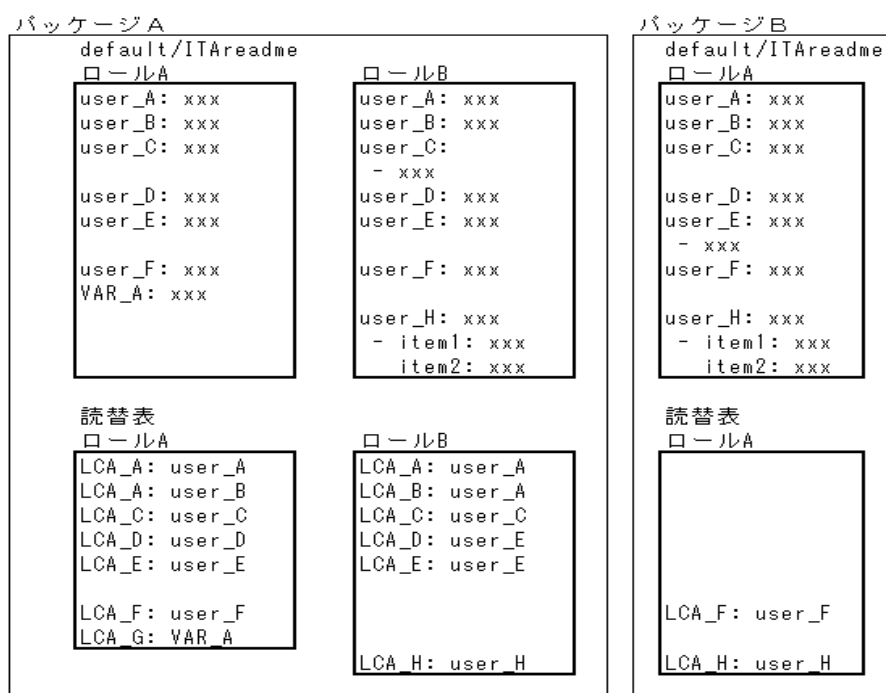 パッケージA
default/ITAreadme
ロールA
user_A: xxx
user_B: xxx
user_C: xxx
user_D: xxx
user_E: xxx
user_F: xxx
VAR_A: xxx
ロールB
user_A: xxx
user_B: xxx
user_C:
- xxx
user_D: xxx
user_E: xxx
user_F: xxx
user_H: xxx
- item1: xxx
item2: xxx
読替表
ロールA
LCA_A: user_A
LCA_A: user_B
LCA_C: user_C
LCA_D: user_D
LCA_E: user_E
LCA_F: user_F
LCA_G: VAR_A
ロールB
LCA_A: user_A
LCA_B: user_A
LCA_C: user_C
LCA_D: user_E
LCA_E: user_E
LCA_H: user_H
パッケージB
default/ITAreadme
ロールA
user_A: xxx
user_B: xxx
user_C: xxx
user_D: xxx
user_E: xxx
- xxx
user_F: xxx
user_H: xxx
- item1: xxx
item2: xxx
読替表
ロールA
LCA_F: user_F
LCA_H: user_H